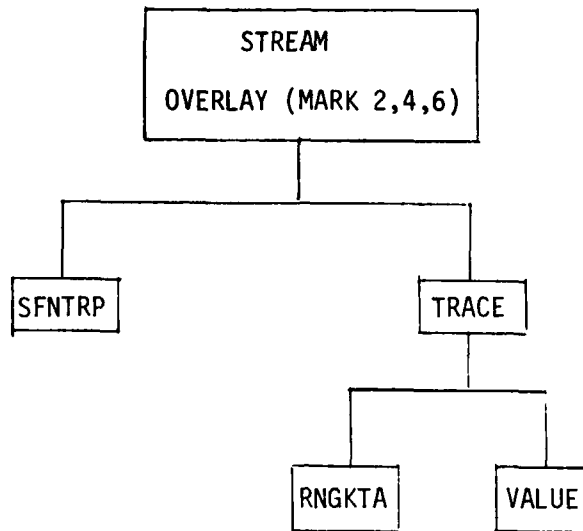 STREAM
OVERLAY (MARK 2,4,6)
SFNTRP
TRACE
RNGKTA
VALUE